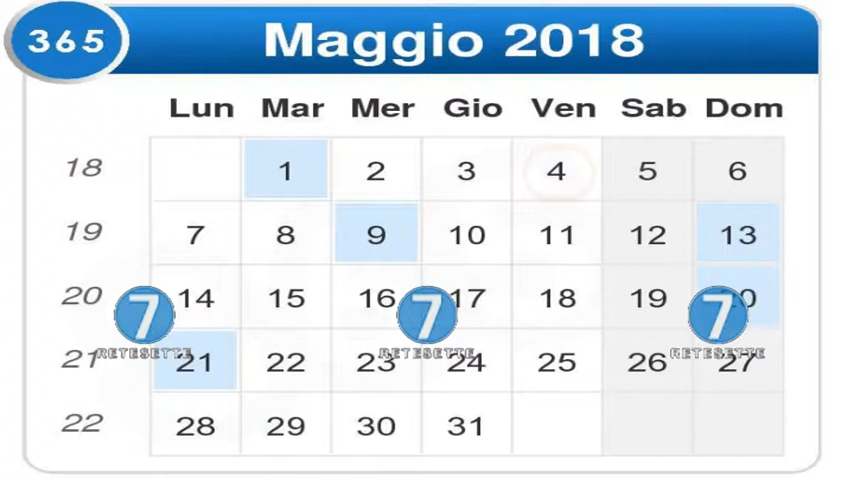 365 Maggio 2018
Lun Mar Mer Gio Ven Sab Dom
18 1 2 3 4 5 6
19 7 8 9 10 11 12 13
20 14 15 16 17 18 19 20
7 7 7
RETESETTE RETESETTE RETESETTE
21 21 22 23 24 25 26 27
22 28 29 30 31